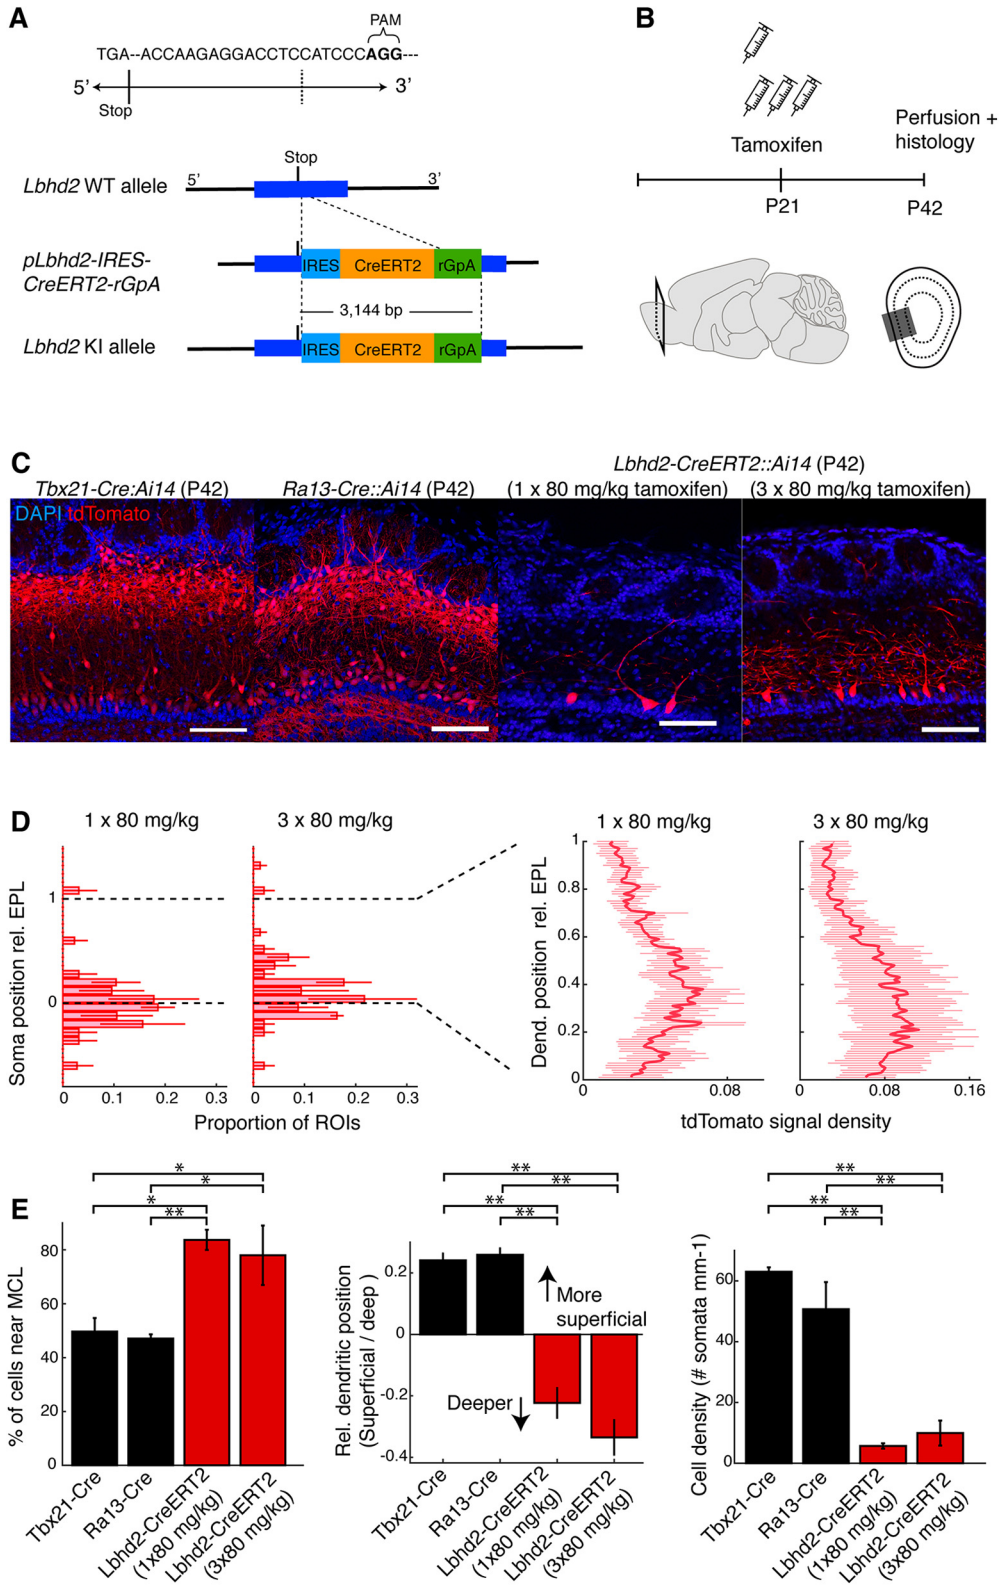 A
PAM
TGA--ACCAAGAGGACCTCCATCCCAGG---
5' 3'
Stop
Stop
Lbhd2 WT allele 5' 3'
pLbhd2-IRES-
CreERT2-rGpA
IRES CreERT2 rGpA
3,144 bp
Lbhd2 KI allele
IRES CreERT2 rGpA
B
Tamoxifen
Perfusion +
histology
P21 P42
C
Tbx21-Cre:Ai14 (P42)
Ra13-Cre::Ai14 (P42)
Lbhd2-CreERT2::Ai14 (P42)
(1 x 80 mg/kg tamoxifen) (3 x 80 mg/kg tamoxifen)
DAPI tdTomato
D
1 x 80 mg/kg 3 x 80 mg/kg
Soma position rel. EPL
1
0
0 0.1 0.2 0.3 0 0.1 0.2 0.3
Proportion of ROIs
1 x 80 mg/kg 3 x 80 mg/kg
Dend. position rel. EPL
1
0.8
0.6
0.4
0.2
0
0 0.08 0 0.08 0.16
tdTomato signal density
E
* * * **
% of cells near MCL
80
60
40
20
0
Tbx21-Cre
Ra13-Cre
Lbhd2-CreERT2
(1x80 mg/kg)
Lbhd2-CreERT2
(3x80 mg/kg)
** ** ** **
Rel. dendritic position
(Superficial / deep )
0.2
0
-0.2
-0.4
More
superficial
Deeper
Tbx21-Cre
Ra13-Cre
Lbhd2-CreERT2
(1x80 mg/kg)
Lbhd2-CreERT2
(3x80 mg/kg)
** ** ** **
Cell density (# somata mm-1)
60
40
20
0
Tbx21-Cre
Ra13-Cre
Lbhd2-CreERT2
(1x80 mg/kg)
Lbhd2-CreERT2
(3x80 mg/kg)